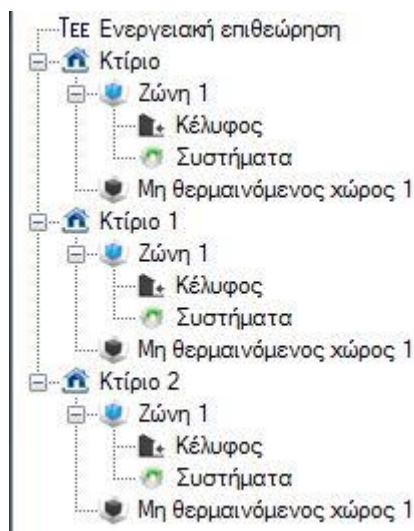 ΤΕΕ Ενεργειακή επιθεώρηση
Κτίριο
Ζώνη 1
Κέλυφος
Συστήματα
Μη θερμαινόμενος χώρος 1
Κτίριο 1
Ζώνη 1
Κέλυφος
Συστήματα
Μη θερμαινόμενος χώρος 1
Κτίριο 2
Ζώνη 1
Κέλυφος
Συστήματα
Μη θερμαινόμενος χώρος 1